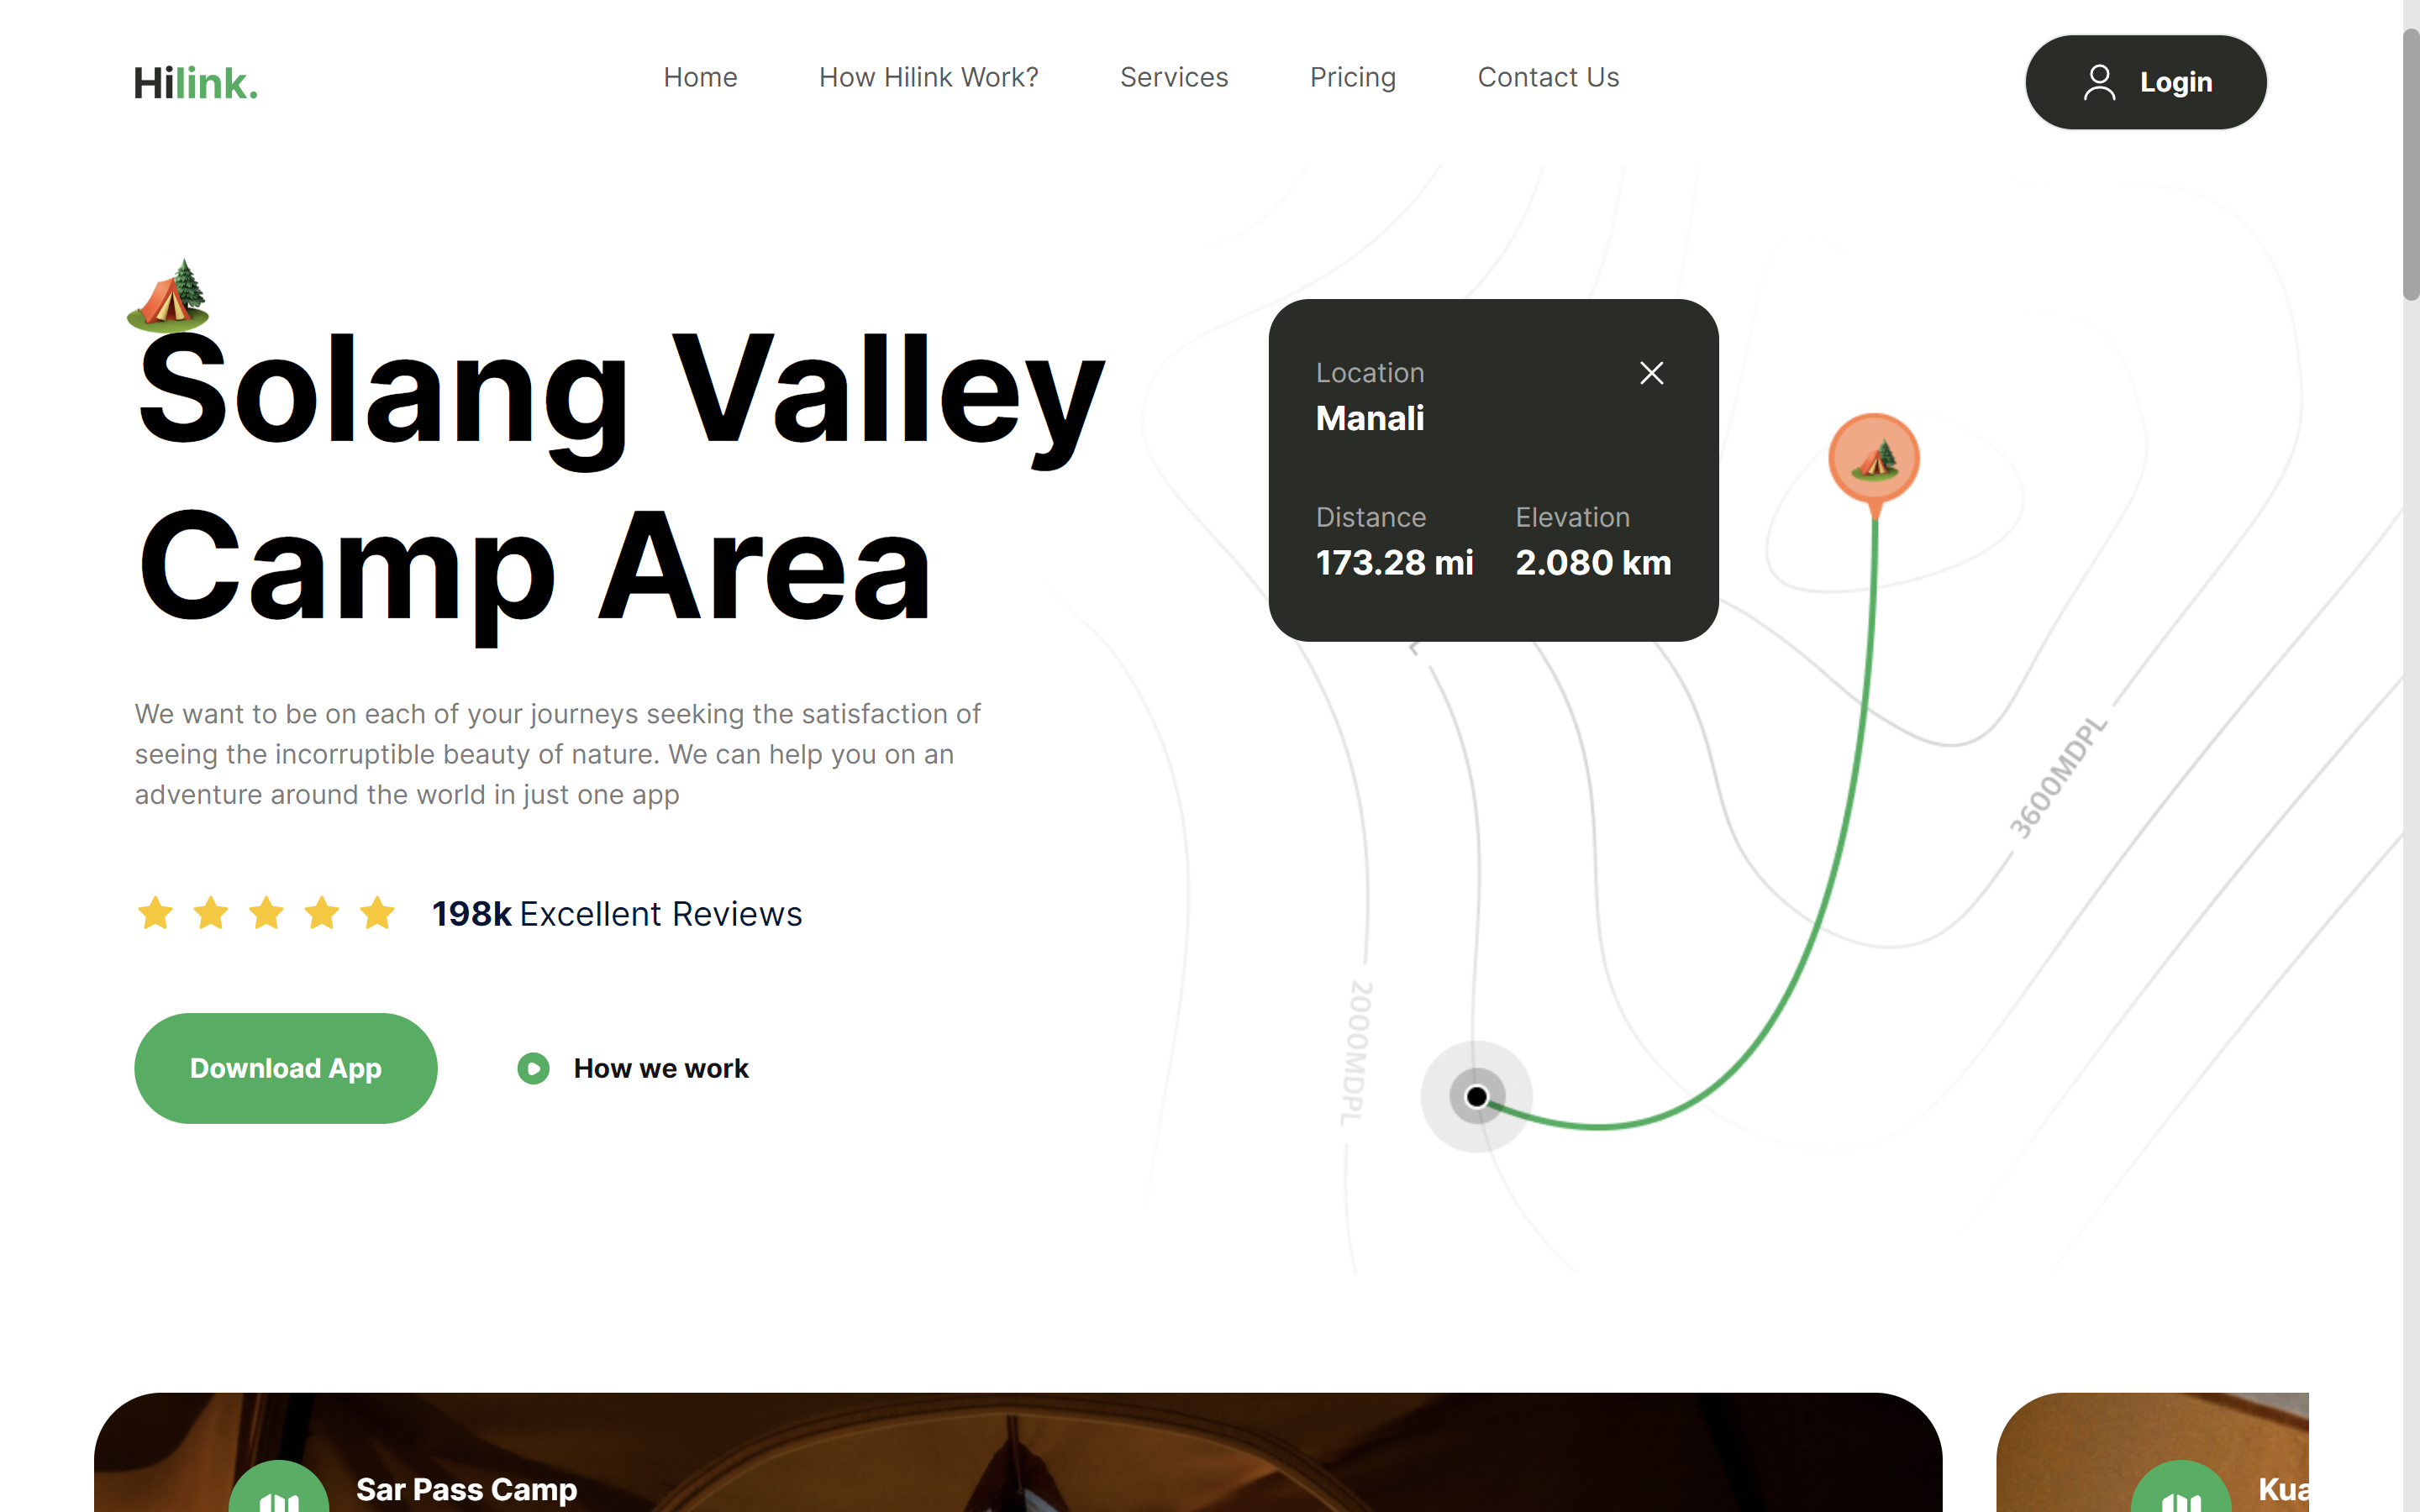 Hilink.
Home
How Hilink Work?
Services
Pricing
Contact Us
Login
Solang Valley
Camp Area
We want to be on each of your journeys seeking the satisfaction of
seeing the incorruptible beauty of nature. We can help you on an
adventure around the world in just one app
198k Excellent Reviews
Download App
How we work
Location
Manali
Distance
173.28 mi
Elevation
2.080 km
3600MDPL
2000MDPL
Sar Pass Camp